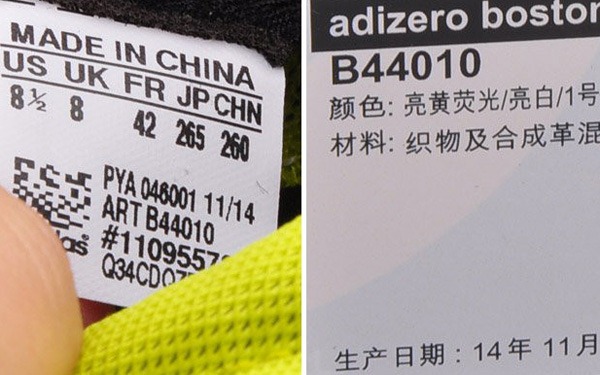 MADE IN CHINA
US UK FR JP CHN
8½ 8 42 265 260
PYA 046001 11/14
ART B44010
#1109557
Q34CD
adizero boston
B44010
颜色: 亮黄荧光/亮白/1号
材料: 织物及合成革混
生产日期: 14年 11月